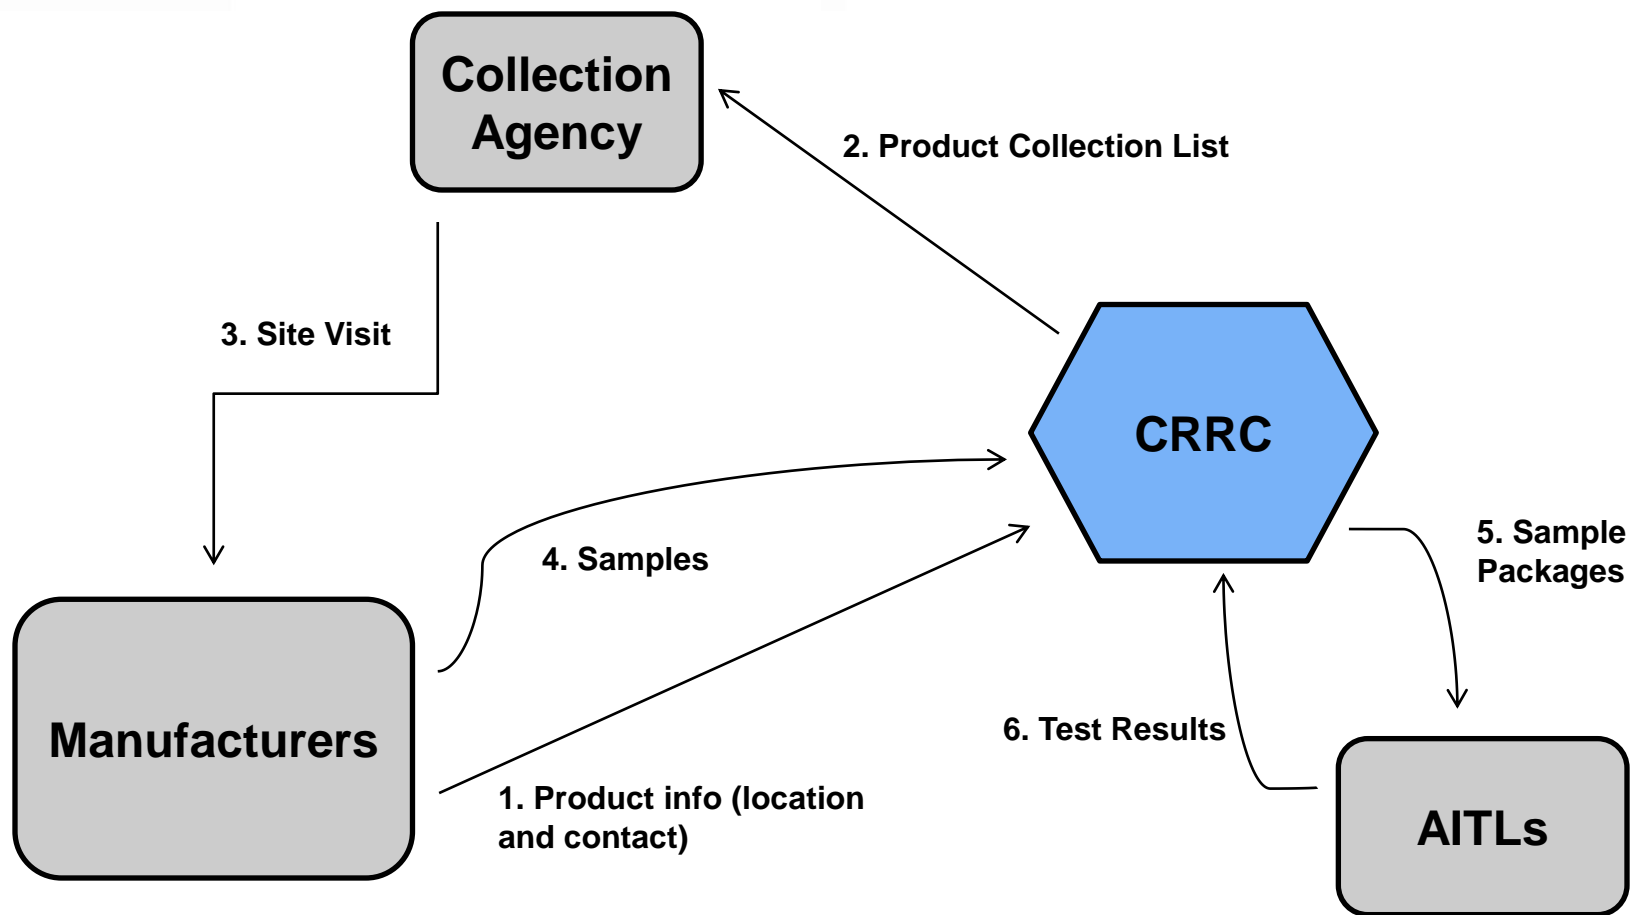 Collection
Agency
2. Product Collection List
3. Site Visit
CRRC
4. Samples
5. Sample
Packages
Manufacturers
6. Test Results
1. Product info (location
and contact)
AITLs